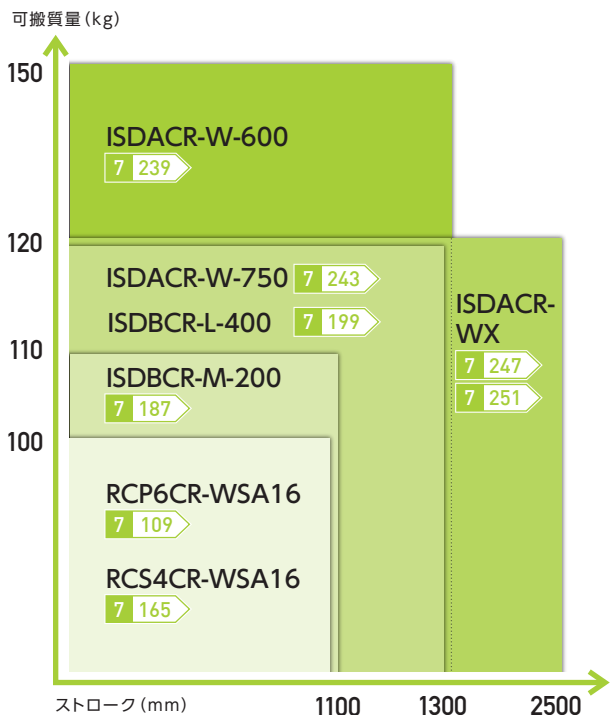 可搬質量(kg)
150
ISDACR-W-600
7 239
120
ISDACR-W-750 7 243
ISDBCR-L-400 7 199
ISDACR-
WX
7 247
7 251
110
ISDBCR-M-200
7 187
100
RCP6CR-WSA16
7 109
RCS4CR-WSA16
7 165
ストローク(mm) 1100 1300 2500